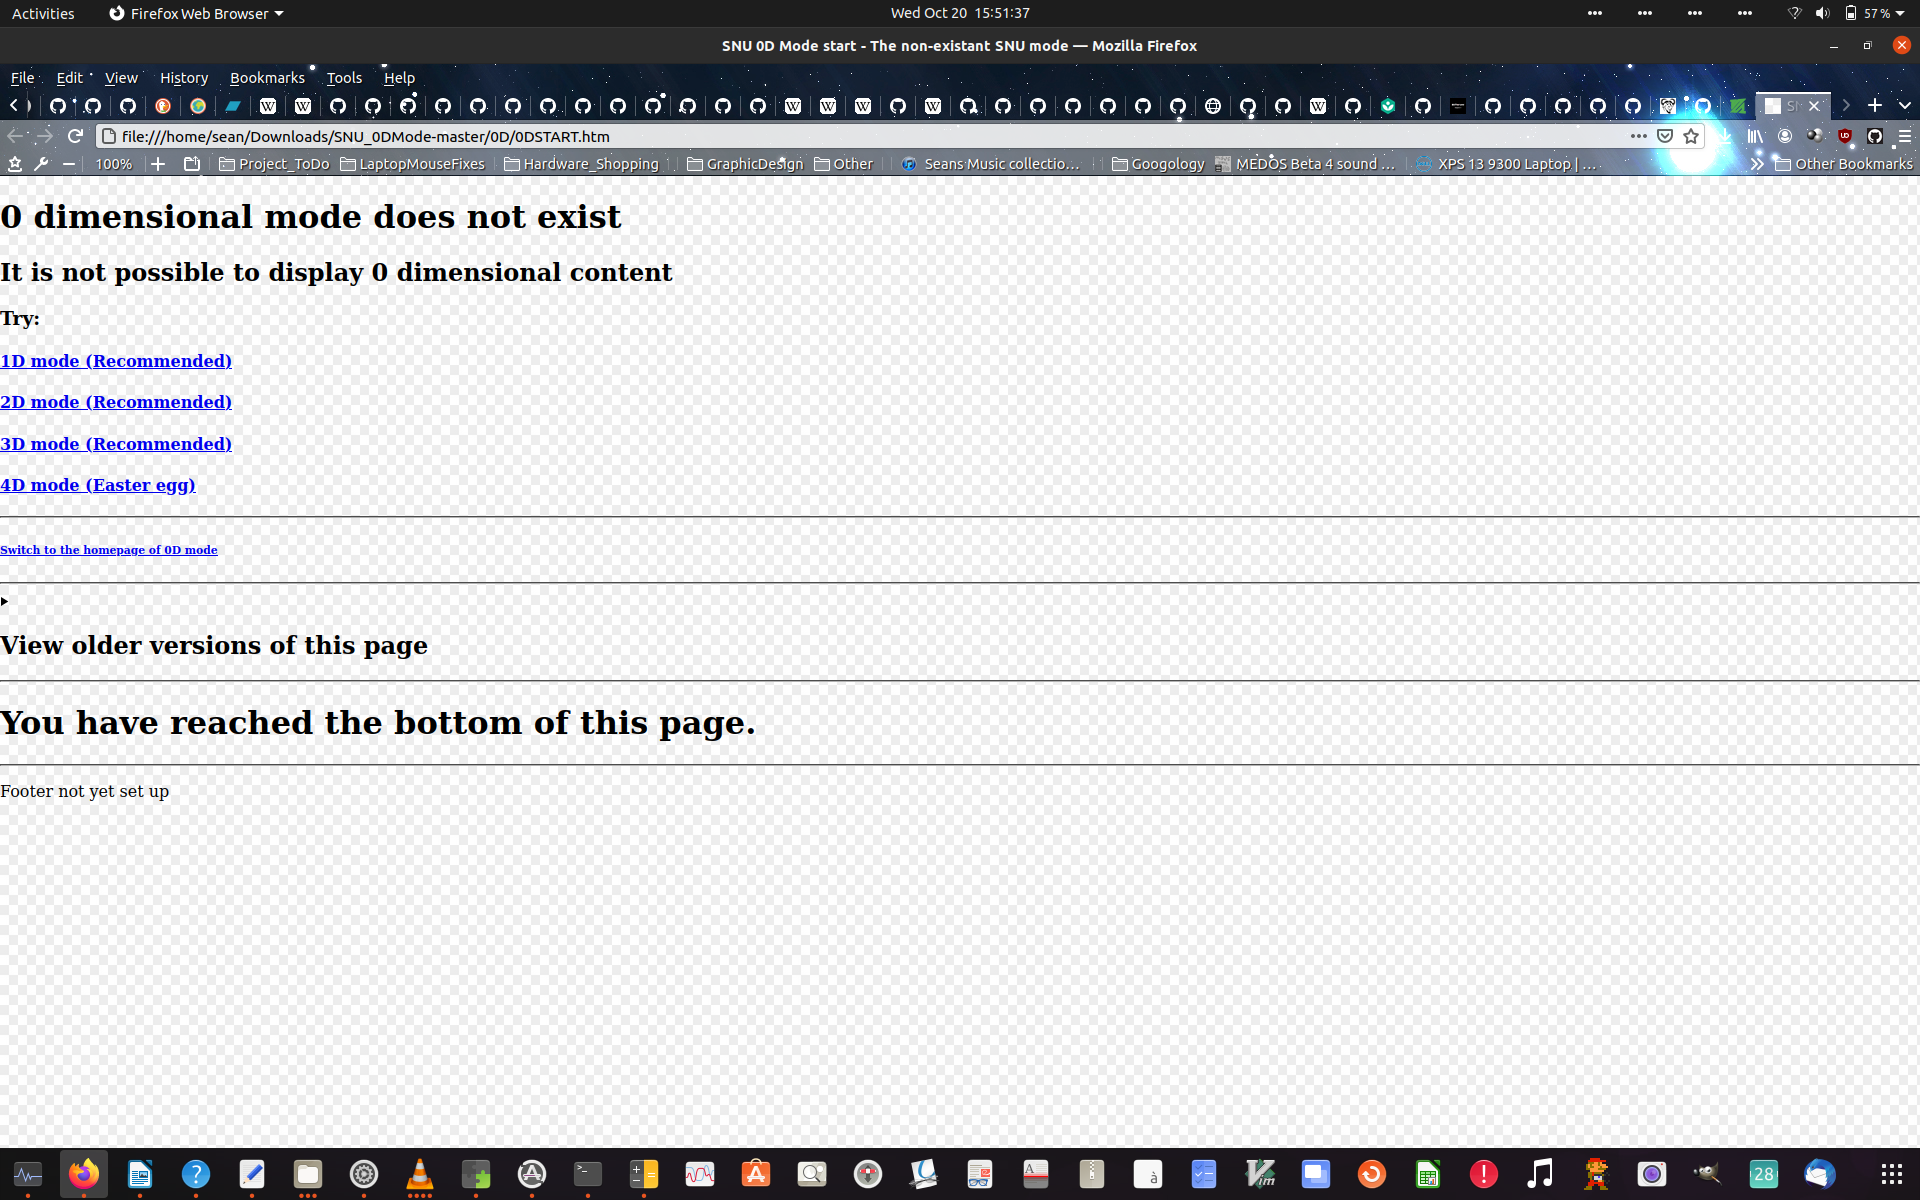 Activities
Firefox Web Browser
Wed Oct 20 15:51:37
57 %
SNU 0D Mode start - The non-existant SNU mode — Mozilla Firefox
File Edit View History Bookmarks Tools Help
file:///home/sean/Downloads/SNU_0DMode-master/0D/0DSTART.htm
100%
Project_ToDo
LaptopMouseFixes
Hardware_Shopping
GraphicDesign
Other
Seans Music collectio…
Googology
MEDOS Beta 4 sound …
XPS 13 9300 Laptop | …
Other Bookmarks
0 dimensional mode does not exist
It is not possible to display 0 dimensional content
Try:
1D mode (Recommended)
2D mode (Recommended)
3D mode (Recommended)
4D mode (Easter egg)
Switch to the homepage of 0D mode
View older versions of this page
You have reached the bottom of this page.
Footer not yet set up
28